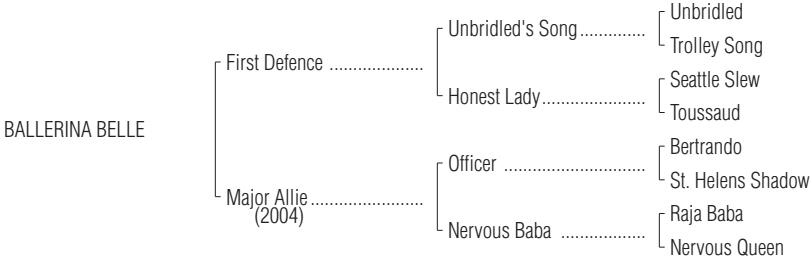 Unbridled
Unbridled's Song..............
Trolley Song
First Defence ....................
Seattle Slew
Honest Lady......................
Toussaud
BALLERINA BELLE
Bertrando
Officer ..............................
St. Helens Shadow
Major Allie........................
(2004)
Raja Baba
Nervous Baba ..................
Nervous Queen